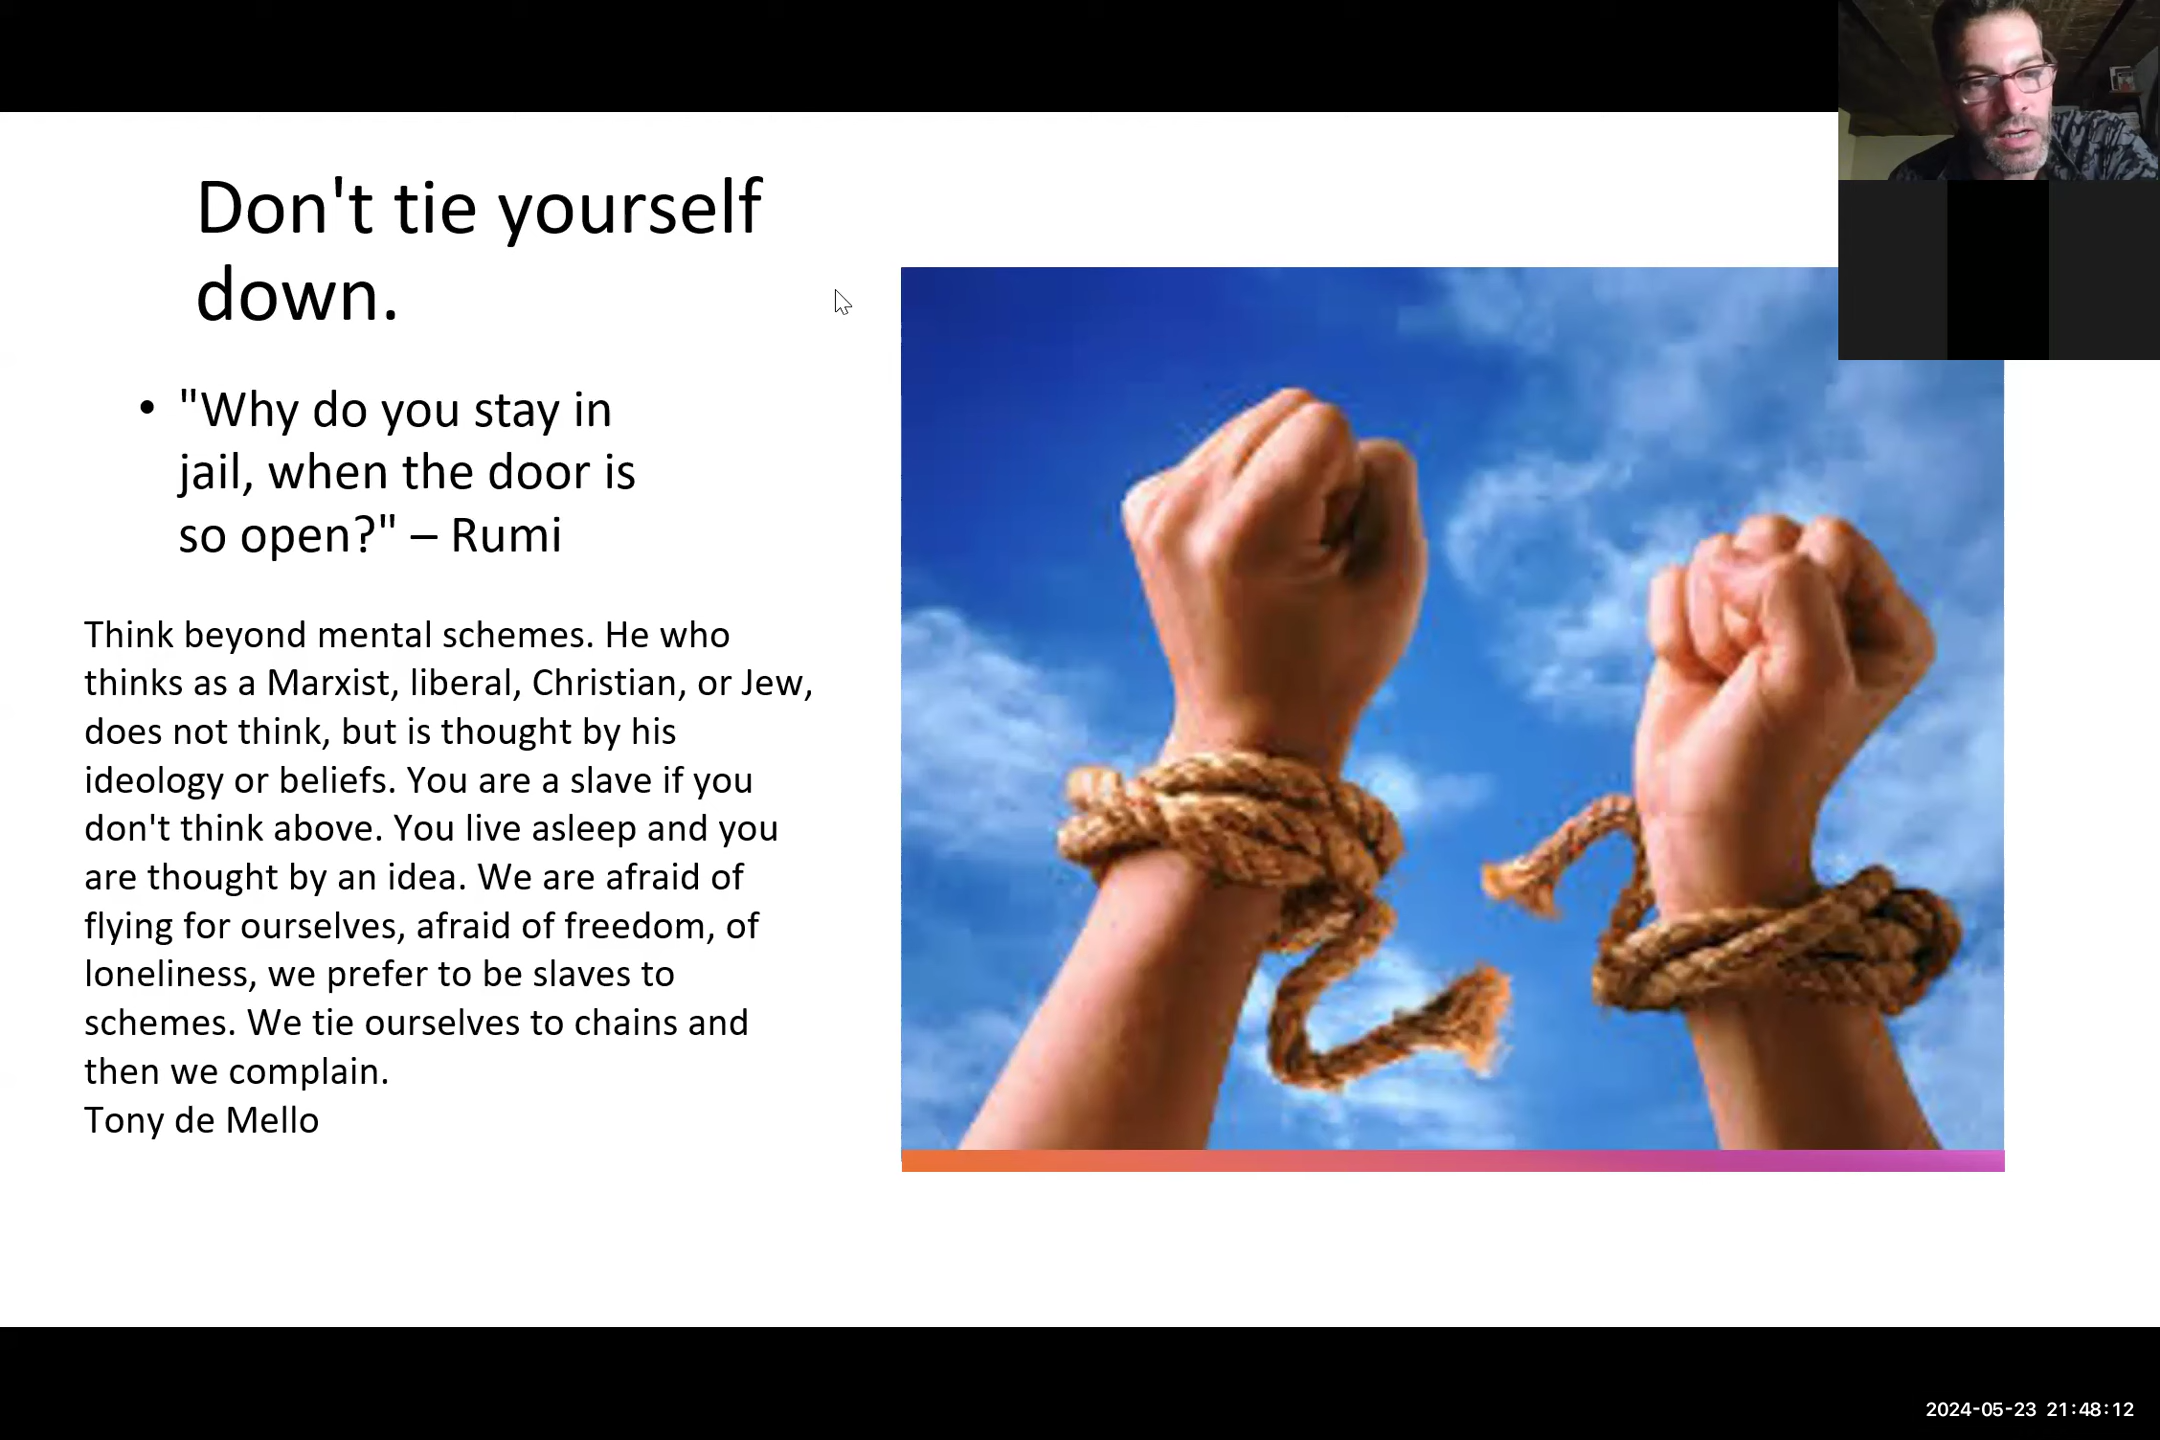 Don't tie yourself
down.
• "Why do you stay in
jail, when the door is
so open?" – Rumi
Think beyond mental schemes. He who
thinks as a Marxist, liberal, Christian, or Jew,
does not think, but is thought by his
ideology or beliefs. You are a slave if you
don't think above. You live asleep and you
are thought by an idea. We are afraid of
flying for ourselves, afraid of freedom, of
loneliness, we prefer to be slaves to
schemes. We tie ourselves to chains and
then we complain.
Tony de Mello
2024-05-23 21:48:12